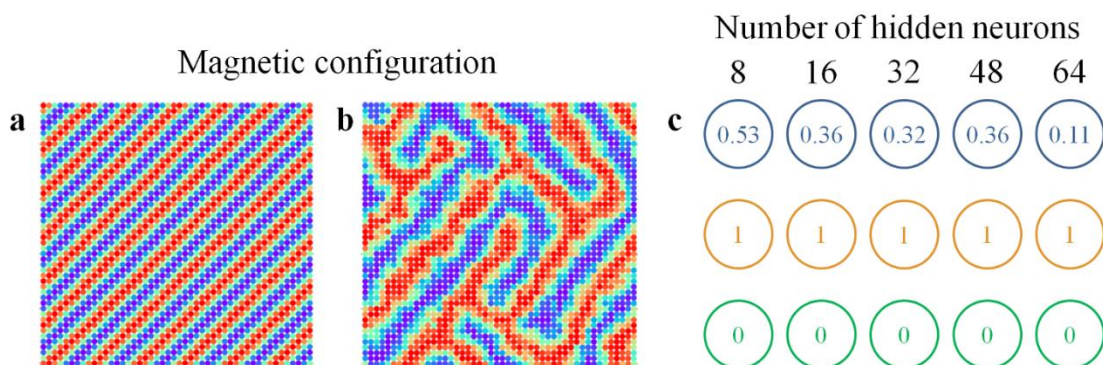 Magnetic configuration
a
b
Number of hidden neurons
8 16 32 48 64
c
0.53 0.36 0.32 0.36 0.11
1 1 1 1 1
0 0 0 0 0